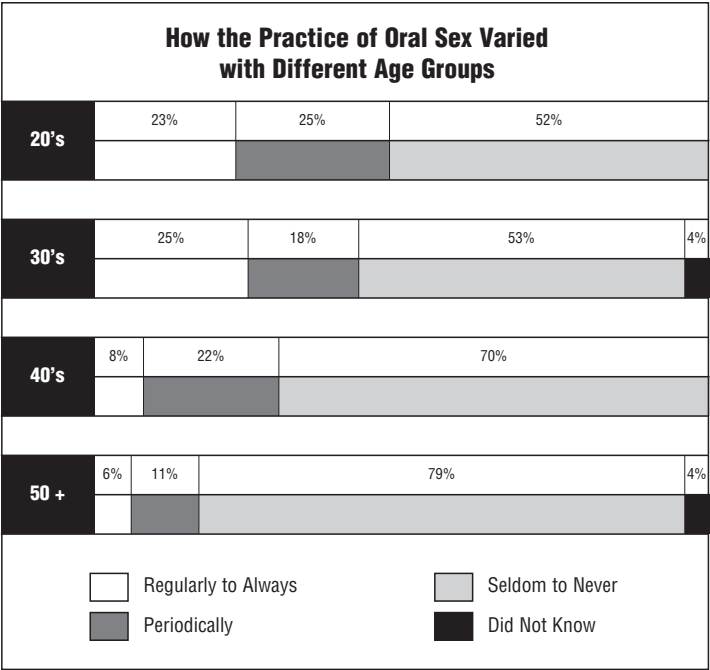 How the Practice of Oral Sex Varied
with Different Age Groups
20's
23% 25% 52%
30's
25% 18% 53% 4%
40's
8% 22% 70%
50 +
6% 11% 79% 4%
Regularly to Always
Seldom to Never
Periodically
Did Not Know